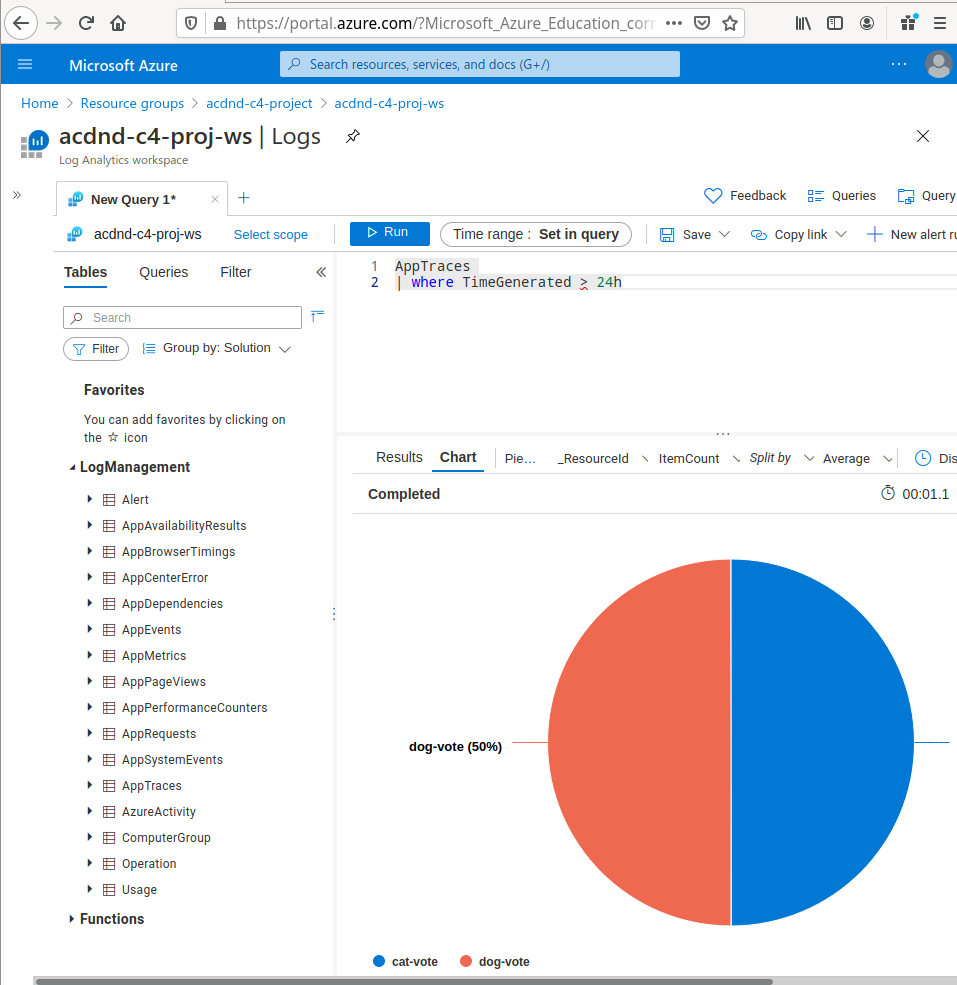 https://portal.azure.com/?Microsoft_Azure_Education_corr
Microsoft Azure
Search resources, services, and docs (G+/)
Home > Resource groups > acdnd-c4-project > acdnd-c4-proj-ws
acdnd-c4-proj-ws | Logs
Log Analytics workspace
New Query 1*
Feedback
Queries
Query
acdnd-c4-proj-ws
Select scope
Run
Time range : Set in query
Save
Copy link
New alert ru
Tables
Queries
Filter
1 AppTraces
2 | where TimeGenerated > 24h
Search
Filter
Group by: Solution
Favorites
You can add favorites by clicking on
the ☆ icon
LogManagement
Alert
AppAvailabilityResults
AppBrowserTimings
AppCenterError
AppDependencies
AppEvents
AppMetrics
AppPageViews
AppPerformanceCounters
AppRequests
AppSystemEvents
AppTraces
AzureActivity
ComputerGroup
Operation
Usage
Functions
Results
Chart
Pie...
_ResourceId
ItemCount
Split by
Average
Dis
Completed
00:01.1
dog-vote (50%)
cat-vote
dog-vote